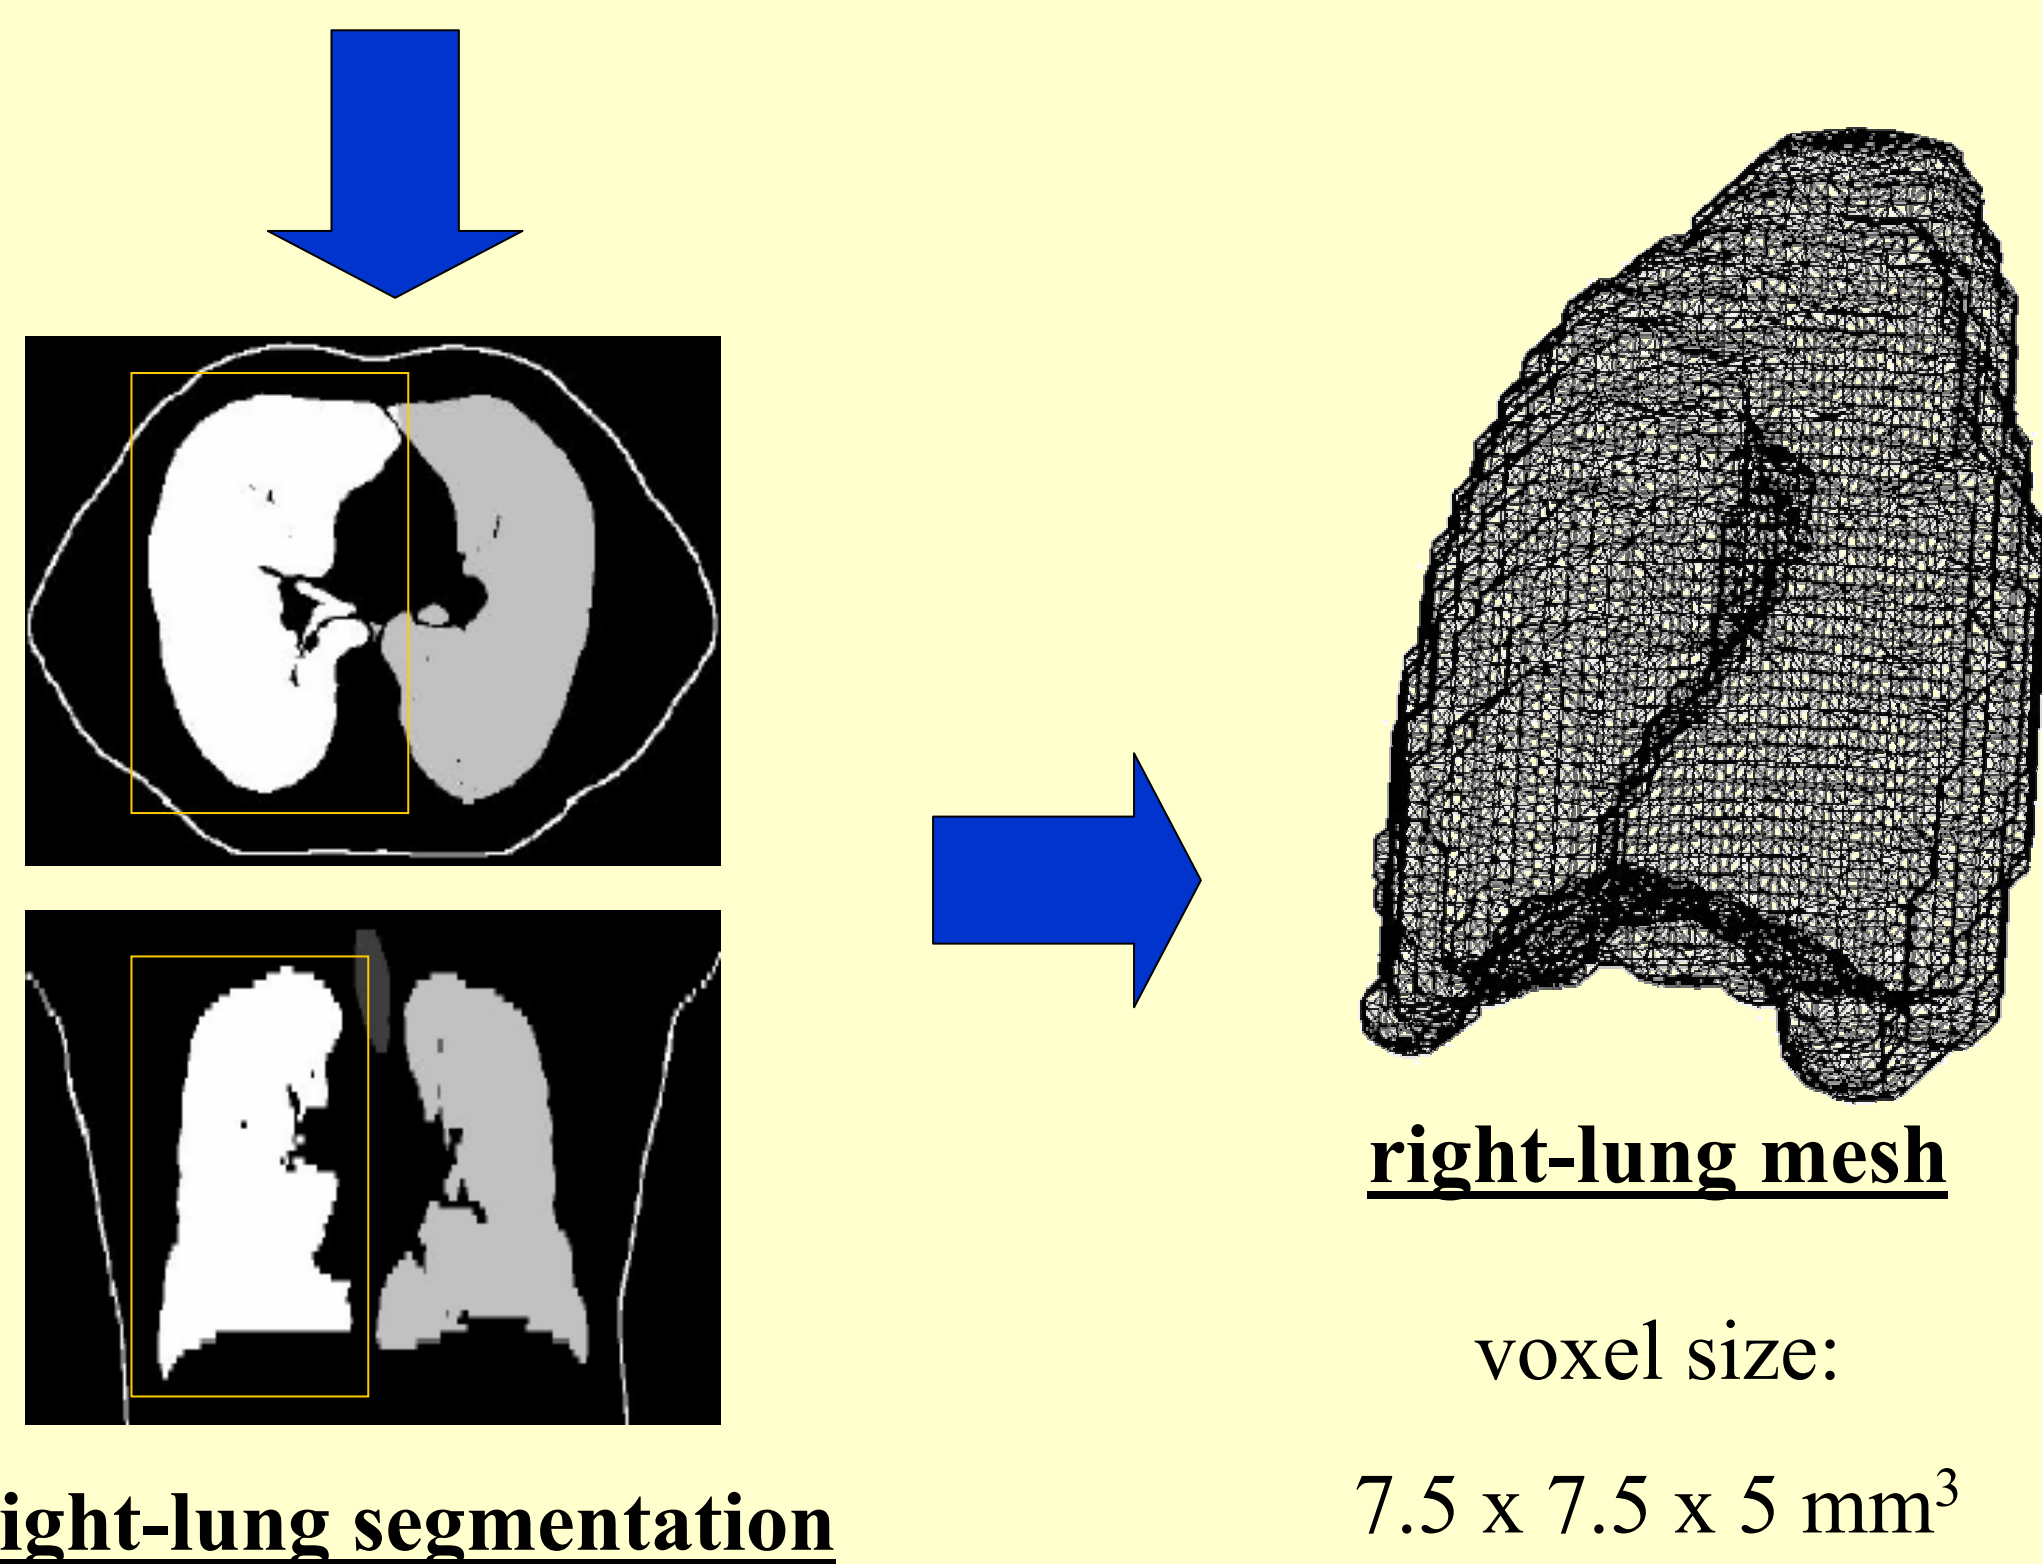 right-lung mesh
voxel size:
7.5 x 7.5 x 5 mm³
ight-lung segmentation